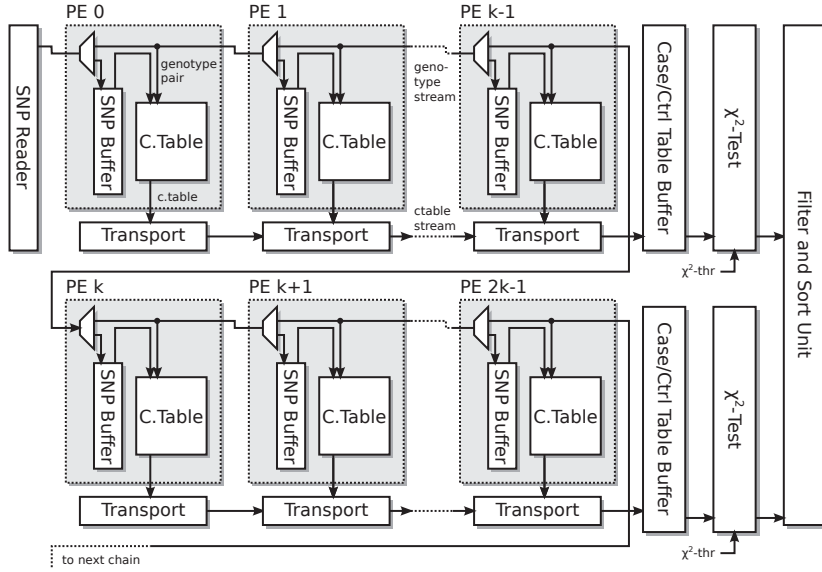 PE 0
PE 1
PE k-1
SNP Reader
genotype
pair
SNP Buffer
C.Table
c.table
Transport
SNP Buffer
C.Table
Transport
geno-
type
stream
ctable
stream
SNP Buffer
C.Table
Transport
Case/Ctrl Table Buffer
χ²-Test
χ²-thr
Filter and Sort Unit
PE k
PE k+1
PE 2k-1
SNP Buffer
C.Table
Transport
SNP Buffer
C.Table
Transport
SNP Buffer
C.Table
Transport
Case/Ctrl Table Buffer
χ²-Test
χ²-thr
to next chain